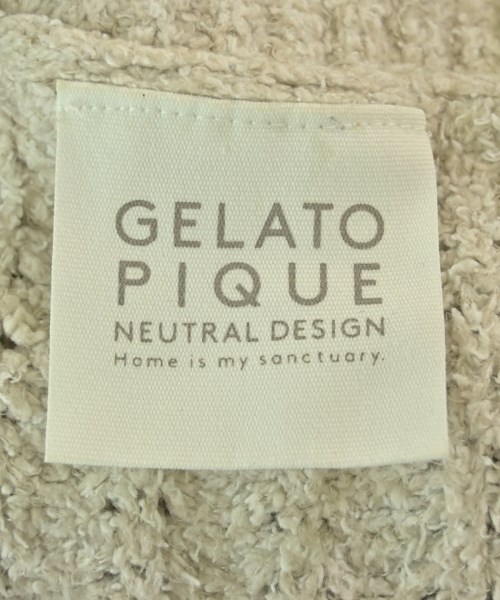 GELATO
PIQUE
NEUTRAL DESIGN
Home is my sanctuary.